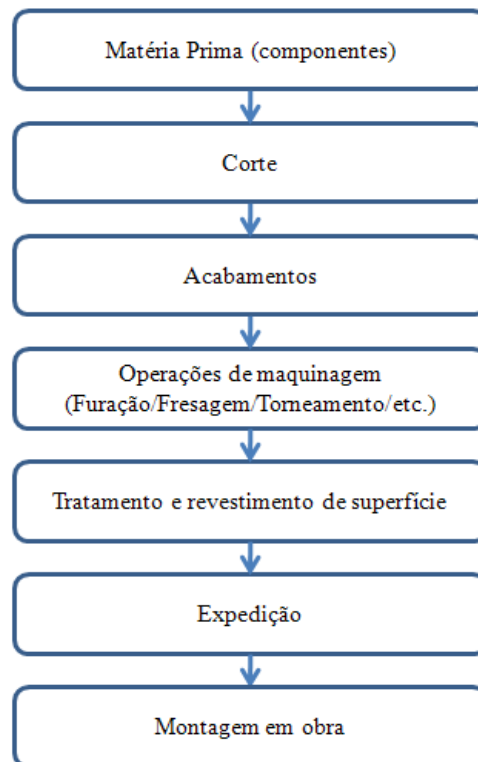 Matéria Prima (componentes)
Corte
Acabamentos
Operações de maquinagem
(Furação/Fresagem/Torneamento/etc.)
Tratamento e revestimento de superfície
Expedição
Montagem em obra